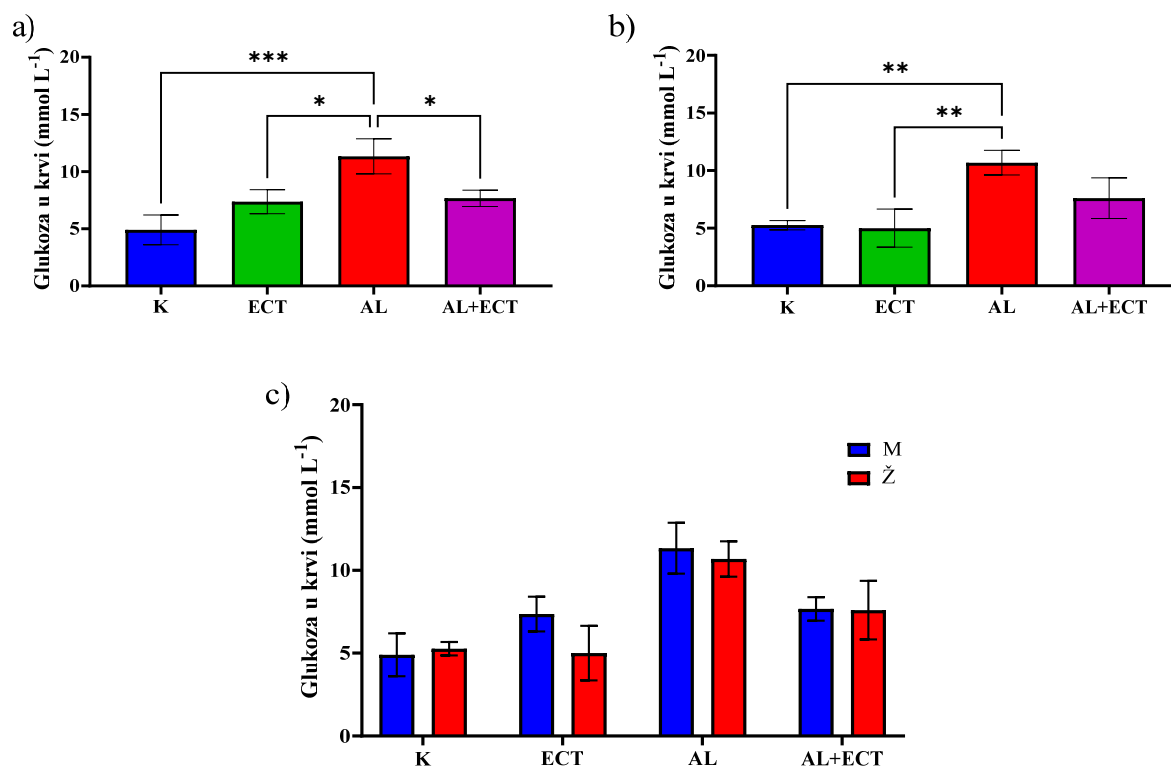 a)
Glukoza u krvi (mmol L⁻¹)
20
15
10
5
0
***
*
*
K
ECT
AL
AL+ECT
b)
Glukoza u krvi (mmol L⁻¹)
20
15
10
5
0
**
**
K
ECT
AL
AL+ECT
c)
Glukoza u krvi (mmol L⁻¹)
20
15
10
5
0
M
Ž
K
ECT
AL
AL+ECT